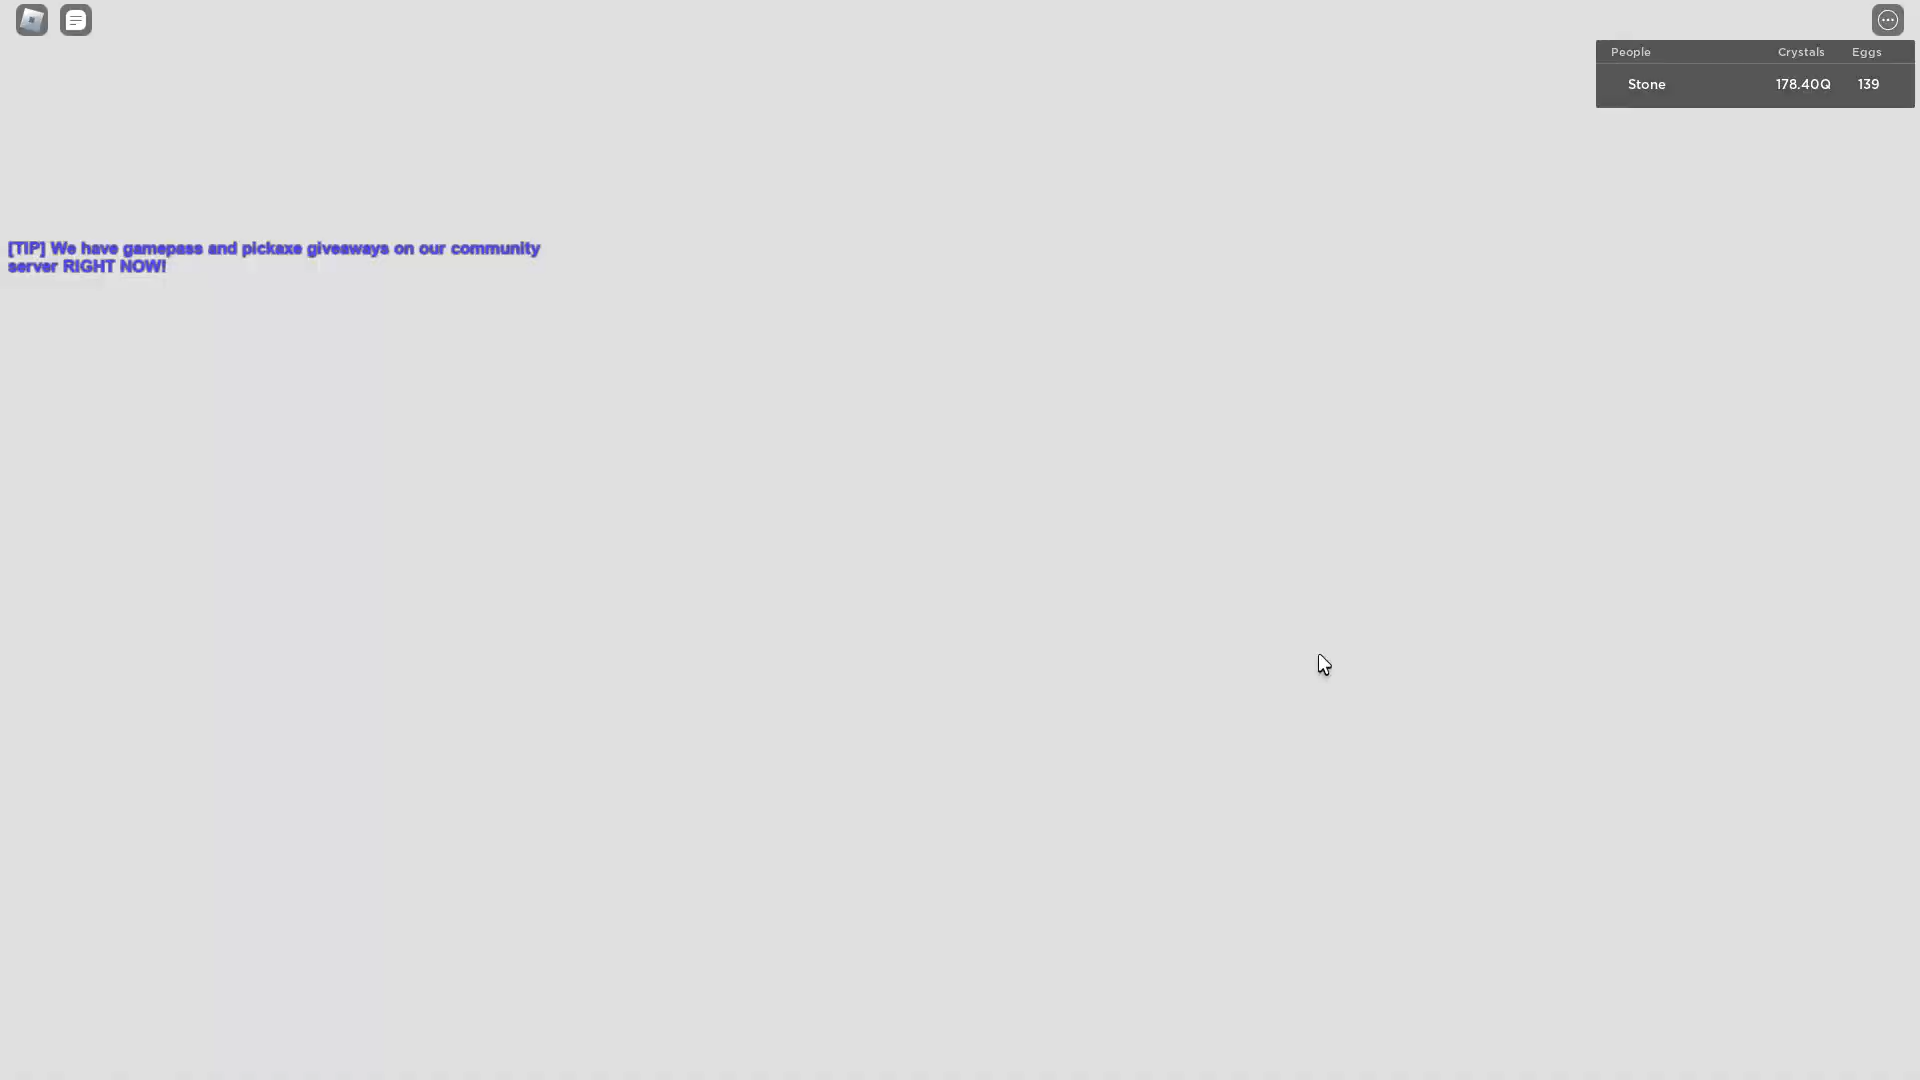 People Crystals Eggs
Stone 178.40Q 139
[TIP] We have gamepass and pickaxe giveaways on our community
server RIGHT NOW!